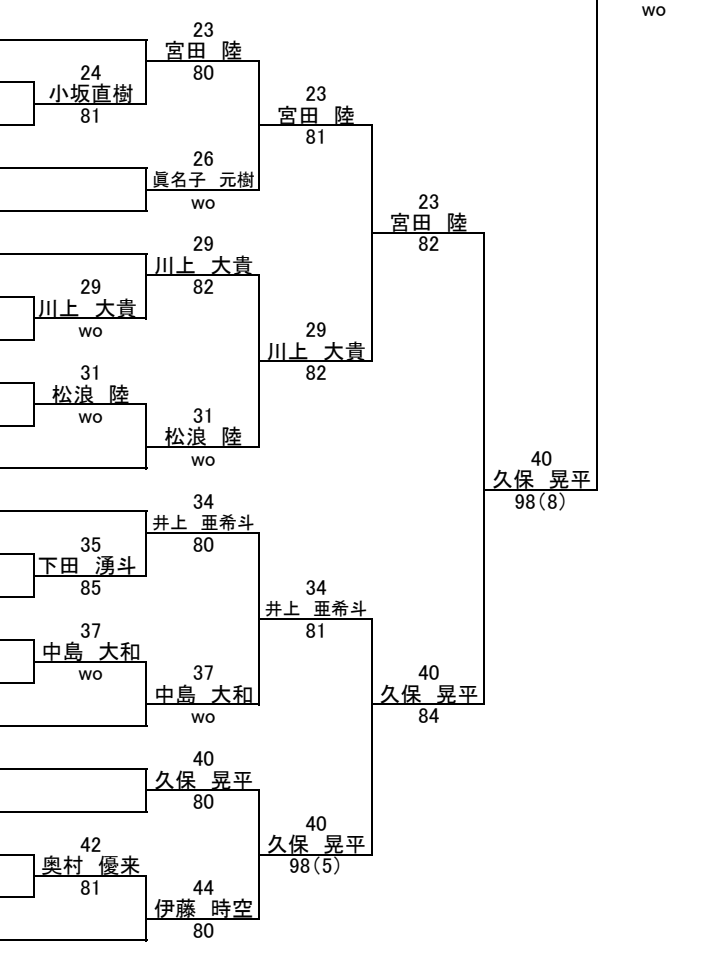 wo
23
宮田　陸
80
24
小坂直樹
81
23
宮田　陸
81
26
眞名子　元樹
wo
23
宮田　陸
82
29
川上　大貴
82
29
川上　大貴
wo
29
川上　大貴
82
31
松浪　陸
wo
31
松浪　陸
wo
40
久保　晃平
98(8)
34
井上　亜希斗
80
35
下田　湧斗
85
34
井上　亜希斗
81
37
中島　大和
wo
37
中島　大和
wo
40
久保　晃平
84
40
久保　晃平
80
40
久保　晃平
98(5)
42
奥村　優来
81
44
伊藤　時空
80